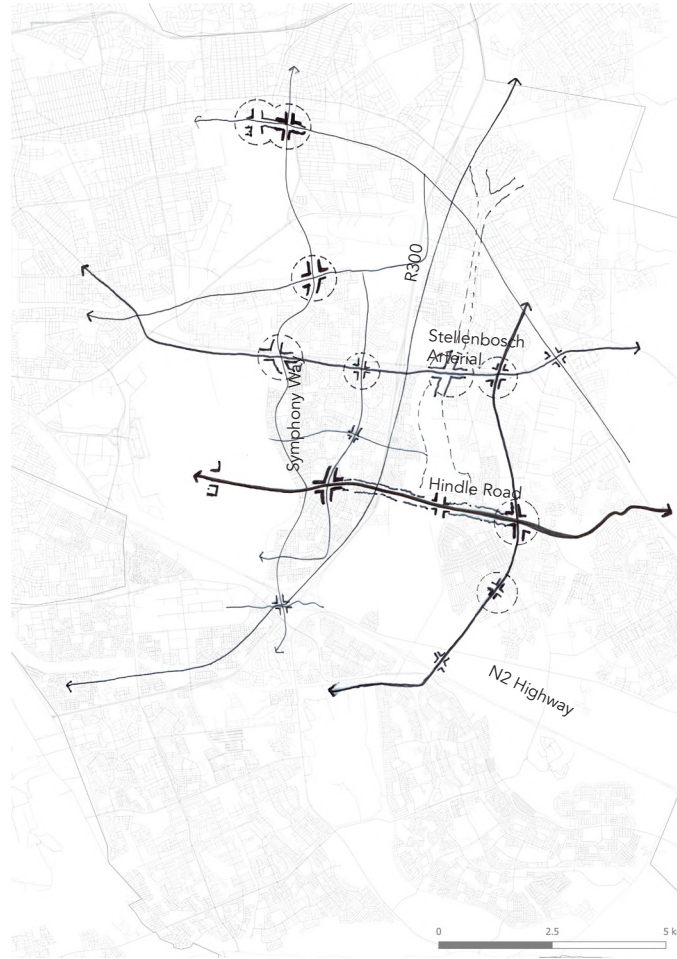 R300
Stellenbosch
Arterial
Symphony Way
Hindle Road
N2 Highway
0
2.5
5 k